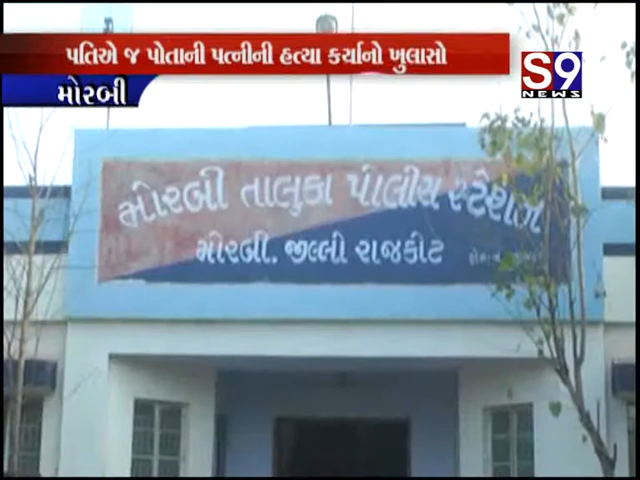 પતિએ જ પોતાની પત્નીની હત્યા કર્યાનો ખુલાસો
મોરબી
S9
NEWS
મોરબી તાલુકા પોલીસ સ્ટેશન
મોરબી. જીલ્લો રાજકોટ